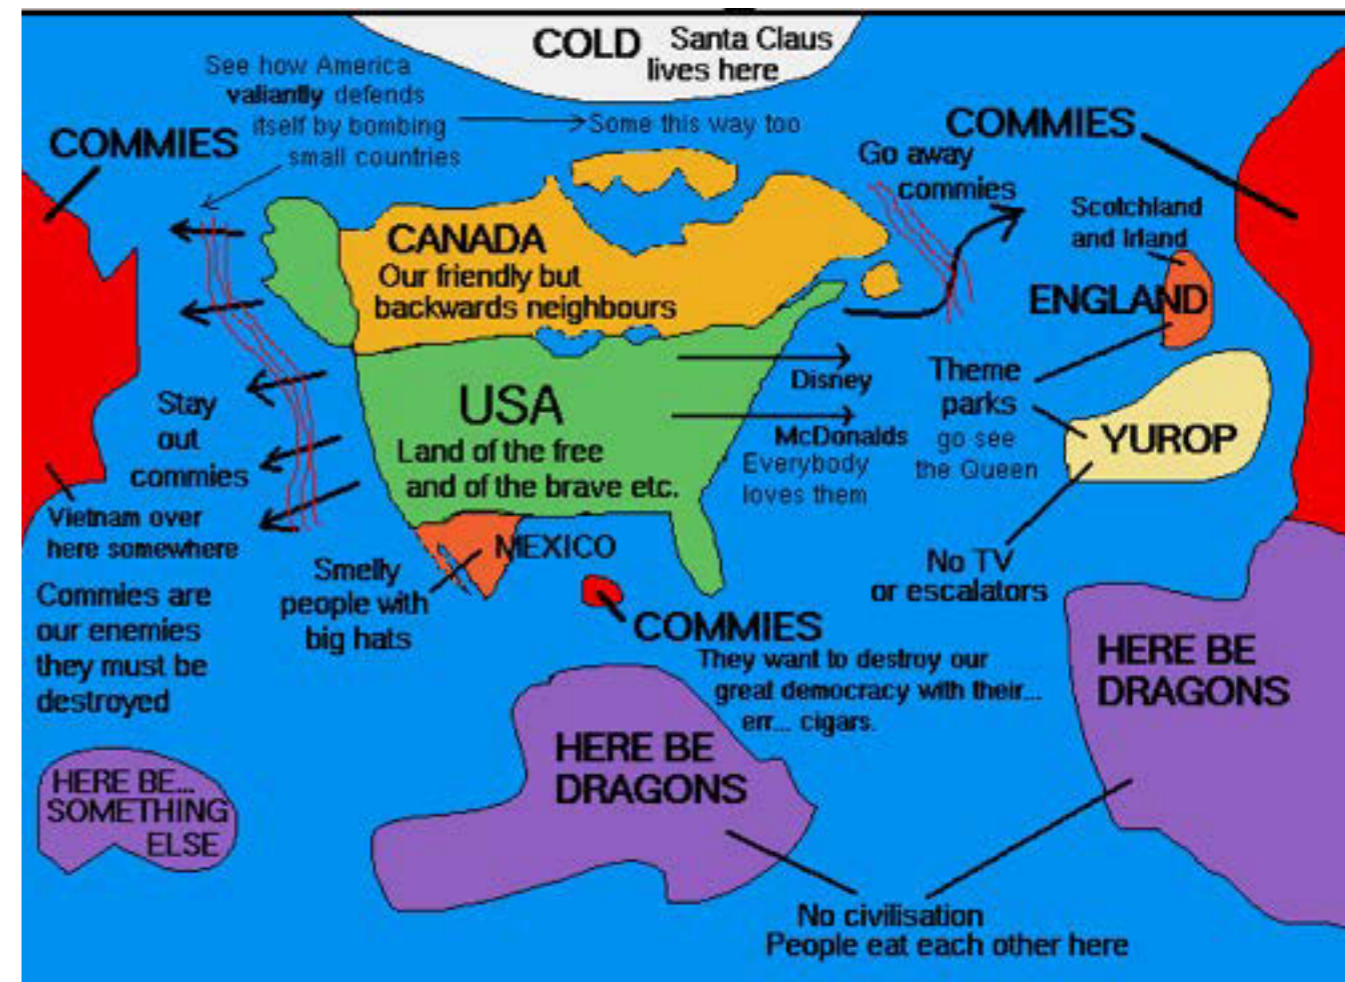 COLD
Santa Claus
lives here
See how America
valiantly defends
itself by bombing
small countries
Some this way too
COMMIES
COMMIES
Go away
commies
Scotchland
and Irland
CANADA
Our friendly but
backwards neighbours
ENGLAND
Disney
Theme
parks
go see
the Queen
USA
Land of the free
and of the brave etc.
McDonalds
Everybody
loves them
YUROP
Stay
out
commies
Vietnam over
here somewhere
MEXICO
Smelly
people with
big hats
No TV
or escalators
Commies are
our enemies
they must be
destroyed
COMMIES
They want to destroy our
great democracy with their...
err... cigars.
HERE BE
DRAGONS
HERE BE
DRAGONS
HERE BE...
SOMETHING
ELSE
No civilisation
People eat each other here